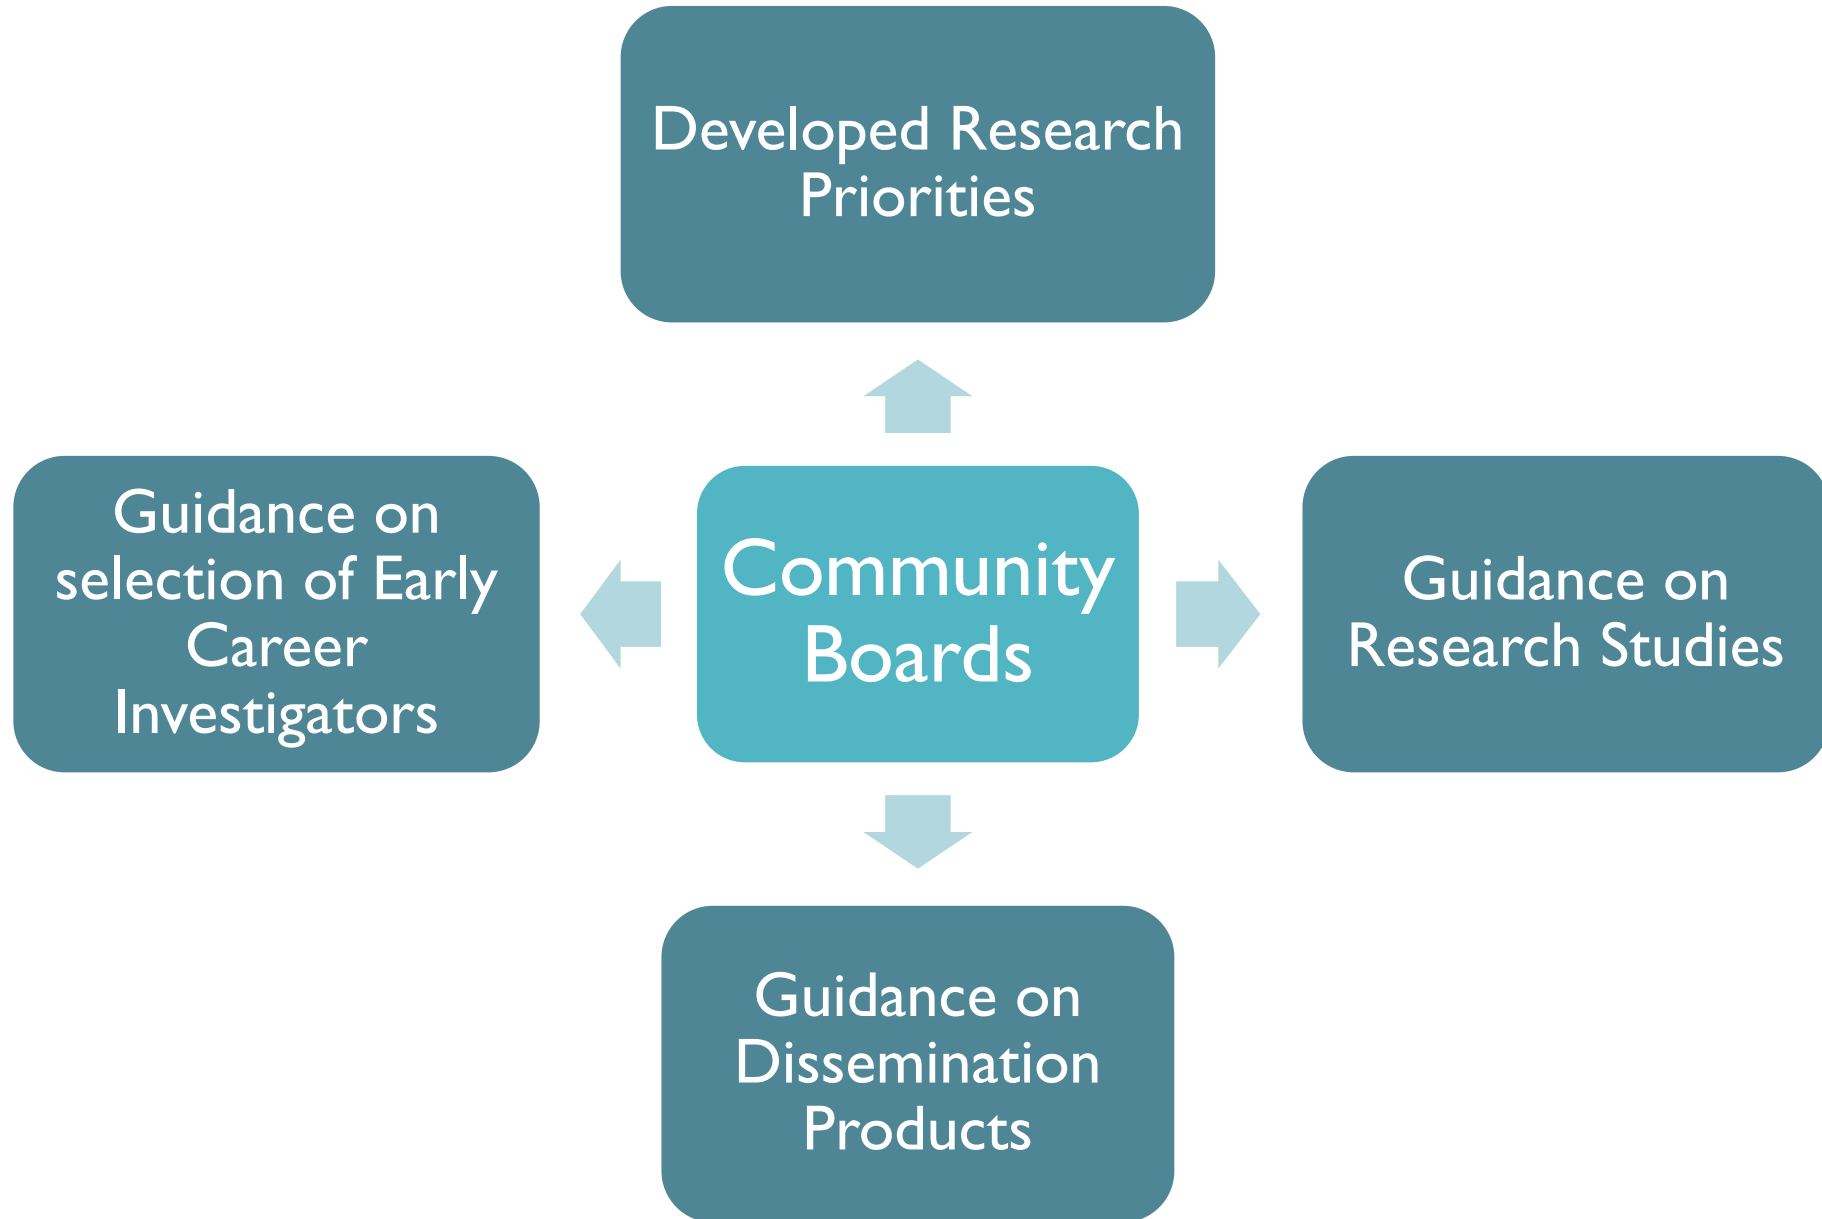 Developed Research
Priorities
Guidance on
selection of Early
Career
Investigators
Community
Boards
Guidance on
Research Studies
Guidance on
Dissemination
Products